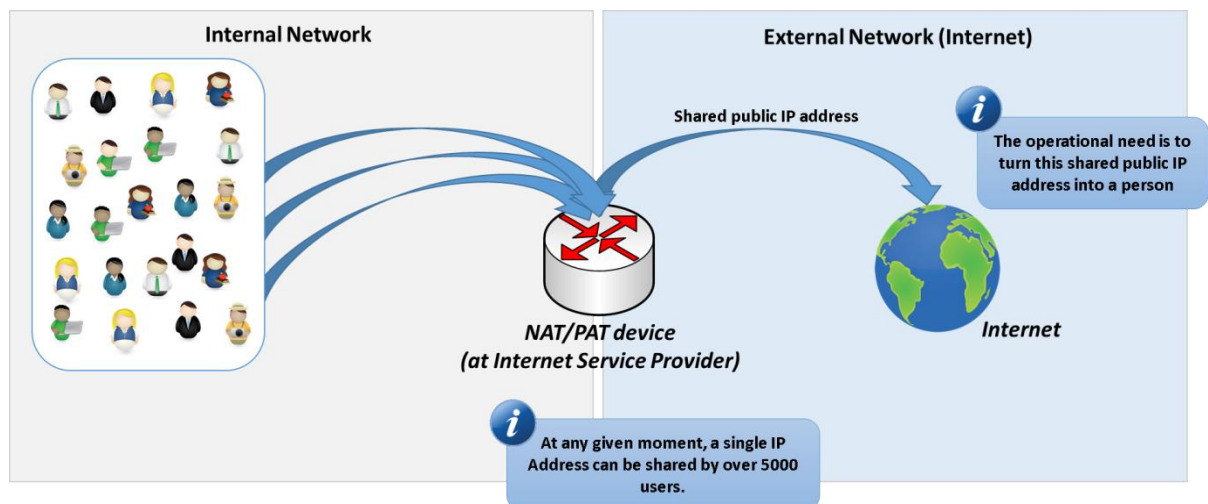 Internal Network
External Network (Internet)
Shared public IP address
i
The operational need is to
turn this shared public IP
address into a person
NAT/PAT device
(at Internet Service Provider)
Internet
i
At any given moment, a single IP
Address can be shared by over 5000
users.